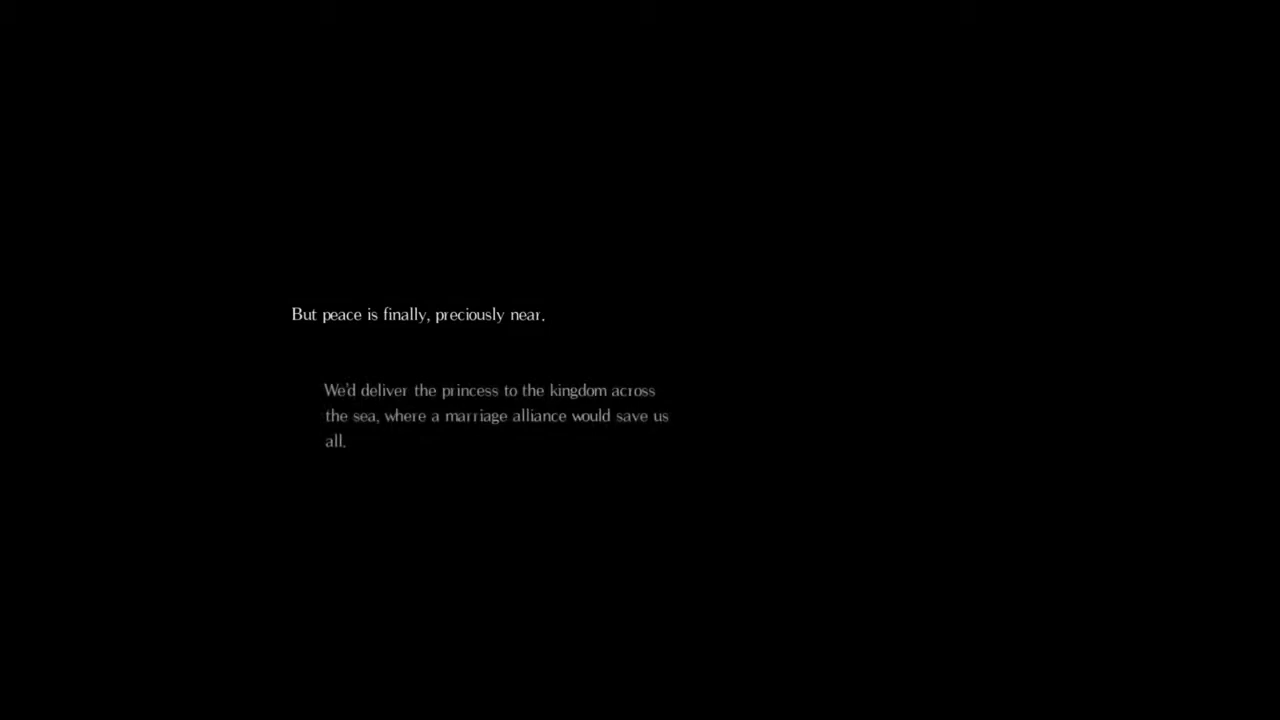 But peace is finally, preciously near.
We'd deliver the princess to the kingdom across
the sea, where a marriage alliance would save us
all.